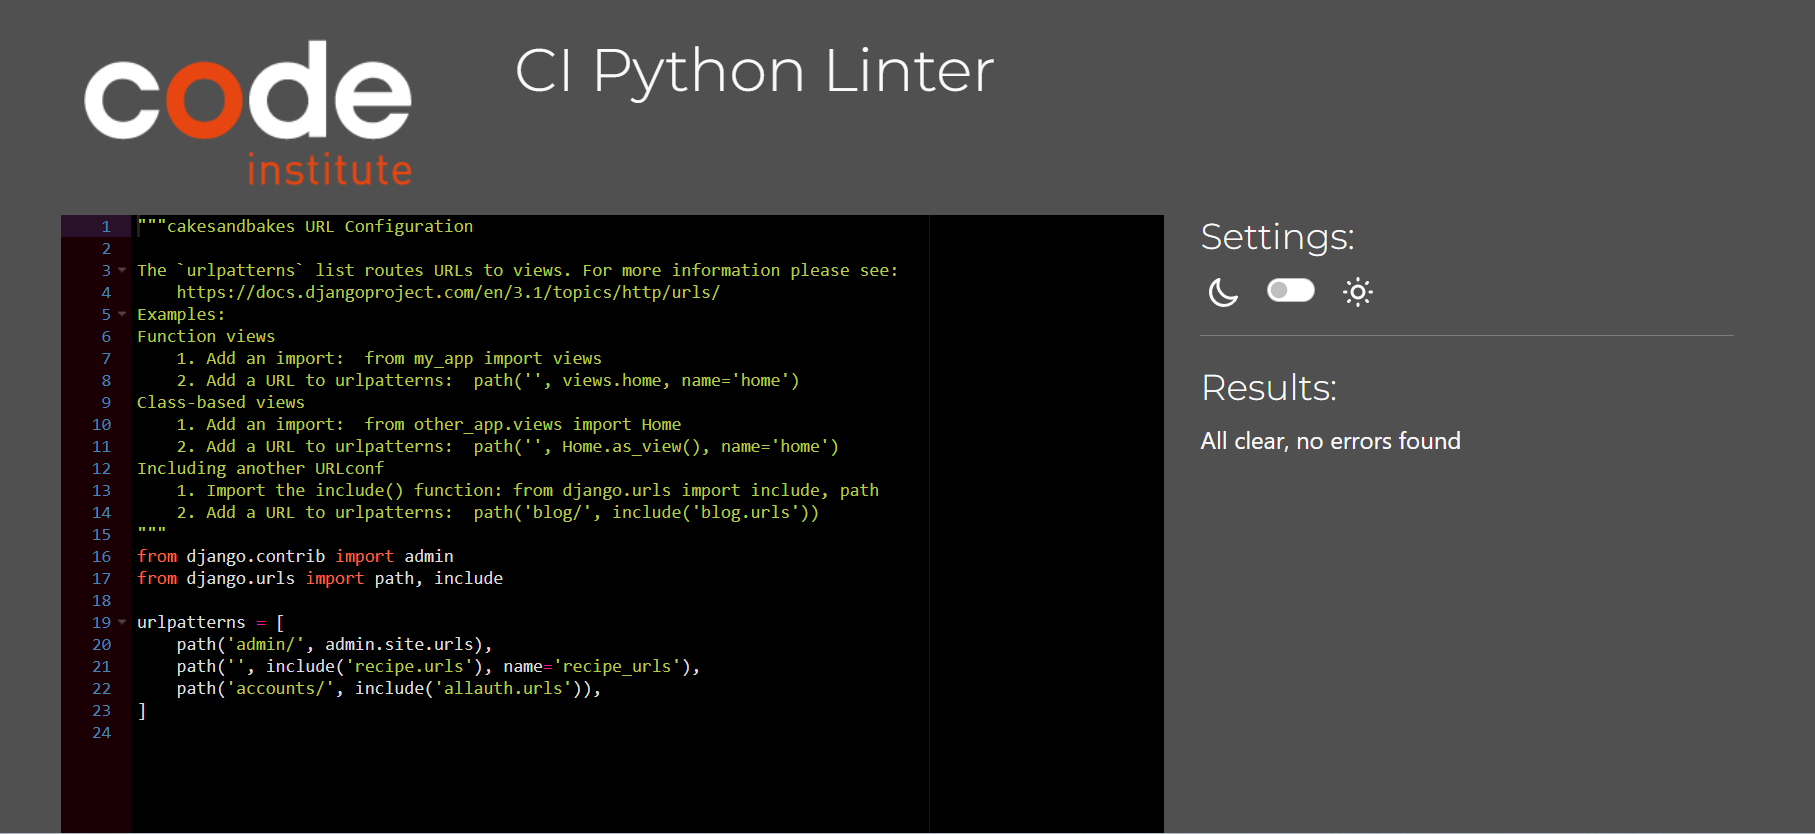 code
institute
CI Python Linter
1 """cakesandbakes URL Configuration
2
3 The `urlpatterns` list routes URLs to views. For more information please see:
4     https://docs.djangoproject.com/en/3.1/topics/http/urls/
5 Examples:
6 Function views
7     1. Add an import:  from my_app import views
8     2. Add a URL to urlpatterns:  path('', views.home, name='home')
9 Class-based views
10     1. Add an import:  from other_app.views import Home
11     2. Add a URL to urlpatterns:  path('', Home.as_view(), name='home')
12 Including another URLconf
13     1. Import the include() function: from django.urls import include, path
14     2. Add a URL to urlpatterns:  path('blog/', include('blog.urls'))
15 """
16 from django.contrib import admin
17 from django.urls import path, include
18
19 urlpatterns = [
20     path('admin/', admin.site.urls),
21     path('', include('recipe.urls'), name='recipe_urls'),
22     path('accounts/', include('allauth.urls')),
23 ]
24
Settings:
Results:
All clear, no errors found